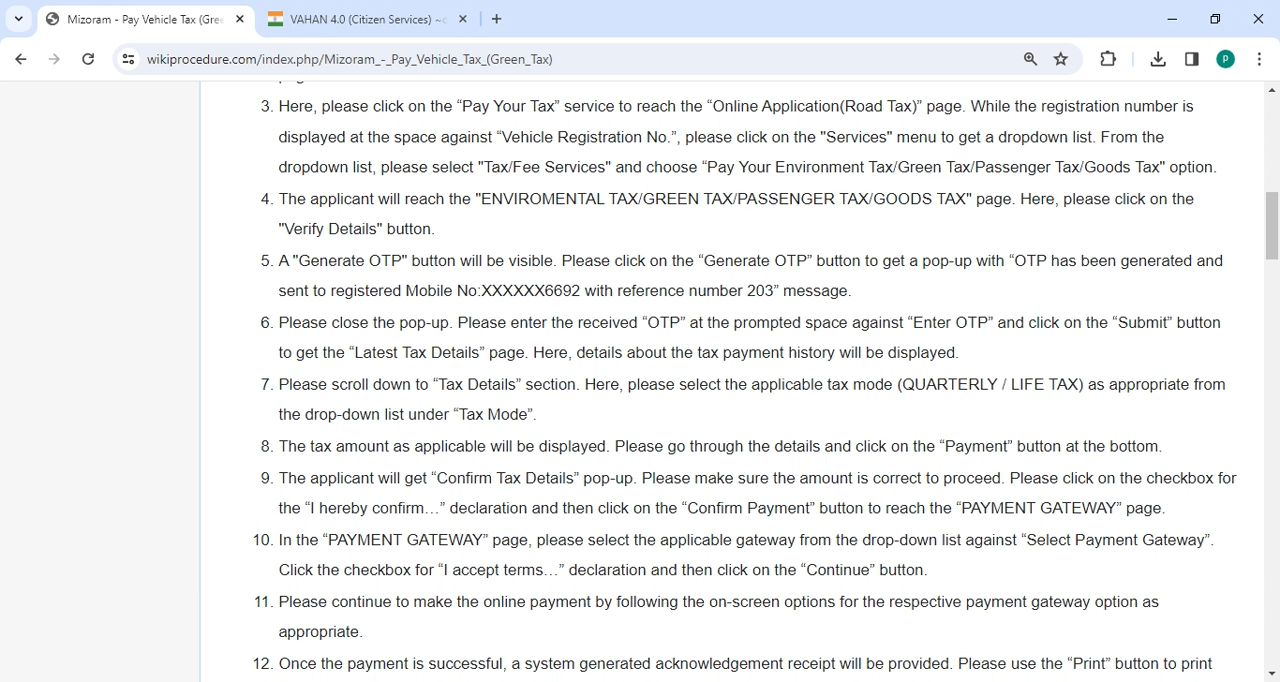 Mizoram - Pay Vehicle Tax (Gree
VAHAN 4.0 (Citizen Services) ~
wikiprocedure.com/index.php/Mizoram_-_Pay_Vehicle_Tax_(Green_Tax)
P
3. Here, please click on the “Pay Your Tax” service to reach the “Online Application(Road Tax)” page. While the registration number is
displayed at the space against “Vehicle Registration No.”, please click on the "Services" menu to get a dropdown list. From the
dropdown list, please select "Tax/Fee Services" and choose “Pay Your Environment Tax/Green Tax/Passenger Tax/Goods Tax" option.
4. The applicant will reach the "ENVIROMENTAL TAX/GREEN TAX/PASSENGER TAX/GOODS TAX" page. Here, please click on the
"Verify Details" button.
5. A "Generate OTP" button will be visible. Please click on the “Generate OTP” button to get a pop-up with “OTP has been generated and
sent to registered Mobile No:XXXXXX6692 with reference number 203” message.
6. Please close the pop-up. Please enter the received “OTP” at the prompted space against “Enter OTP” and click on the “Submit” button
to get the “Latest Tax Details” page. Here, details about the tax payment history will be displayed.
7. Please scroll down to “Tax Details” section. Here, please select the applicable tax mode (QUARTERLY / LIFE TAX) as appropriate from
the drop-down list under “Tax Mode”.
8. The tax amount as applicable will be displayed. Please go through the details and click on the “Payment” button at the bottom.
9. The applicant will get “Confirm Tax Details” pop-up. Please make sure the amount is correct to proceed. Please click on the checkbox for
the “I hereby confirm…” declaration and then click on the “Confirm Payment” button to reach the “PAYMENT GATEWAY” page.
10. In the “PAYMENT GATEWAY” page, please select the applicable gateway from the drop-down list against “Select Payment Gateway”.
Click the checkbox for “I accept terms…” declaration and then click on the “Continue” button.
11. Please continue to make the online payment by following the on-screen options for the respective payment gateway option as
appropriate.
12. Once the payment is successful, a system generated acknowledgement receipt will be provided. Please use the “Print” button to print